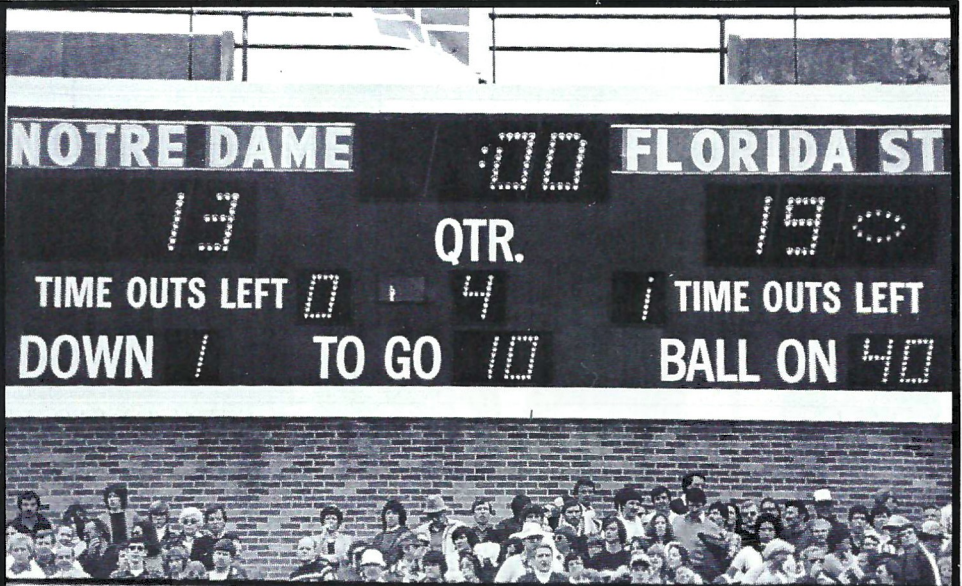 NOTRE DAME :00 FLORIDA ST
13 19
QTR.
TIME OUTS LEFT 0 4 1 TIME OUTS LEFT
DOWN 1 TO GO 10 BALL ON 40